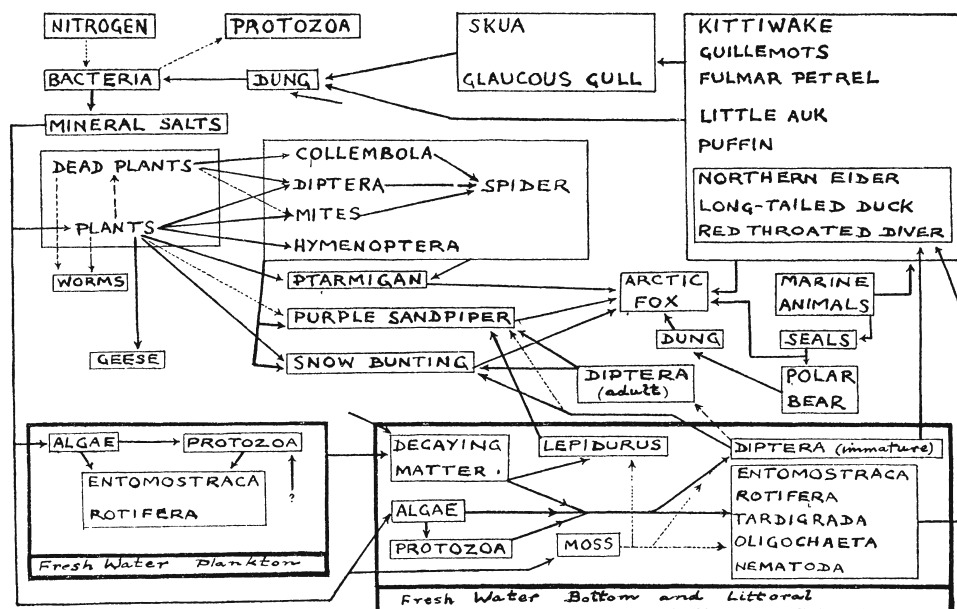 NITROGEN
PROTOZOA
BACTERIA
DUNG
MINERAL SALTS
SKUA
GLAUCOUS GULL
KITTIWAKE
GUILLEMOTS
FULMAR PETREL
LITTLE AUK
PUFFIN
NORTHERN EIDER
LONG-TAILED DUCK
RED THROATED DIVER
DEAD PLANTS
PLANTS
WORMS
GEESE
COLLEMBOLA
DIPTERA
MITES
HYMENOPTERA
SPIDER
PTARMIGAN
PURPLE SANDPIPER
SNOW BUNTING
ARCTIC
FOX
MARINE
ANIMALS
DUNG
SEALS
POLAR
BEAR
DIPTERA
(adult)
ALGAE
PROTOZOA
ENTOMOSTRACA
ROTIFERA
?
Fresh Water Plankton
DECAYING
MATTER.
LEPIDURUS
DIPTERA (immature)
ALGAE
PROTOZOA
MOSS
ENTOMOSTRACA
ROTIFERA
TARDIGRADA
OLIGOCHAETA
NEMATODA
Fresh Water Bottom and Littoral